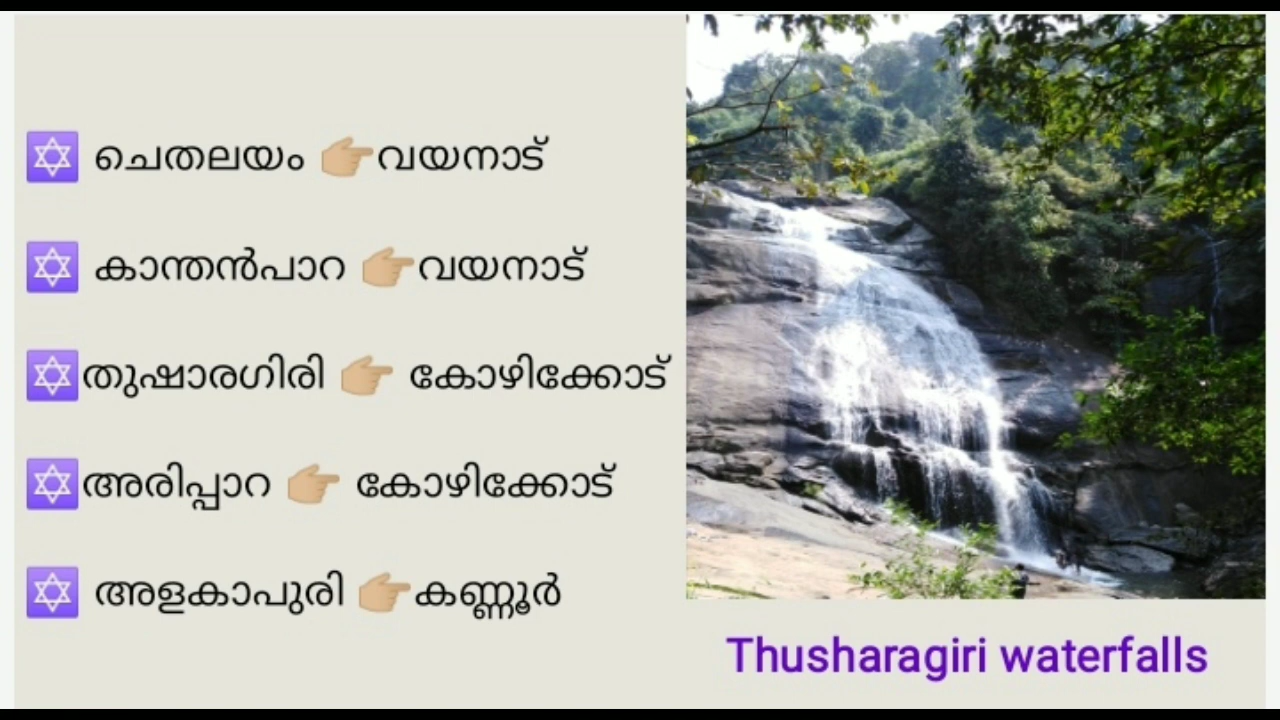 🔯 ചെതലയം 👉🏼വയനാട്
🔯 കാന്തൻപാറ 👉🏼വയനാട്
🔯തുഷാരഗിരി 👉🏼 കോഴിക്കോട്
🔯അരിപ്പാറ 👉🏼 കോഴിക്കോട്
🔯 അളകാപുരി 👉🏼കണ്ണൂർ
Thusharagiri waterfalls